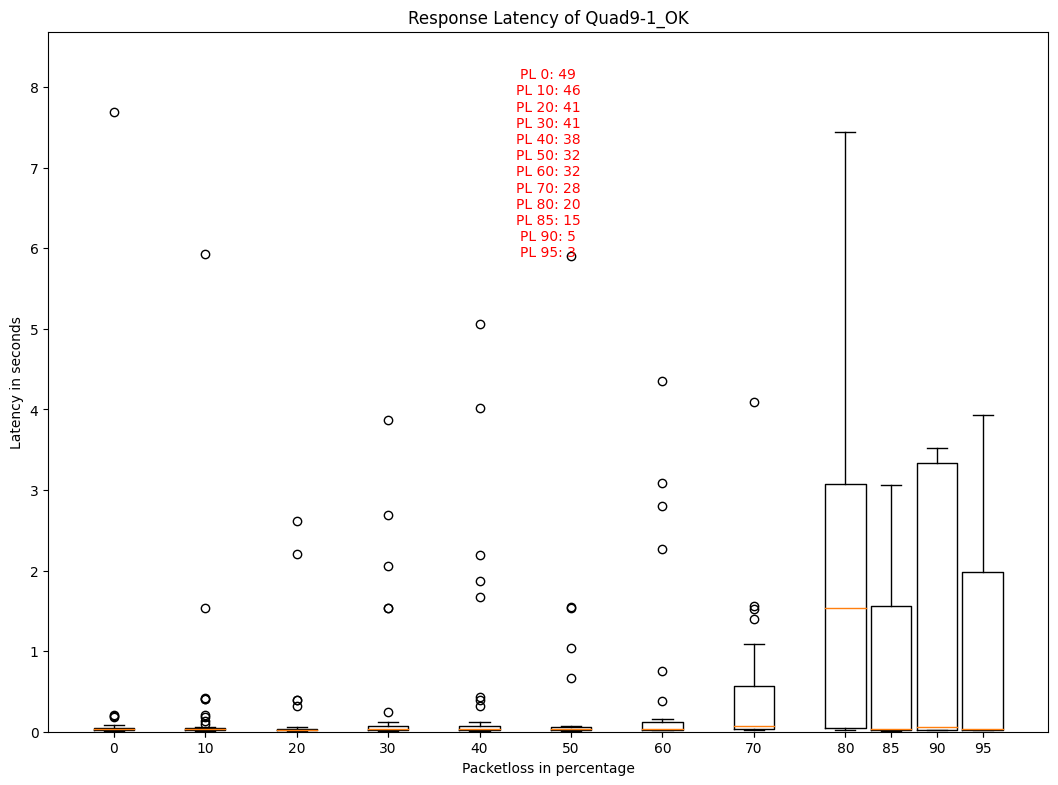 Response Latency of Quad9-1_OK
PL 0: 49
PL 10: 46
PL 20: 41
PL 30: 41
PL 40: 38
PL 50: 32
PL 60: 32
PL 70: 28
PL 80: 20
PL 85: 15
PL 90: 5
PL 95: 3
8
7
6
5
4
3
2
1
0
Latency in seconds
0 10 20 30 40 50 60 70 80 85 90 95
Packetloss in percentage